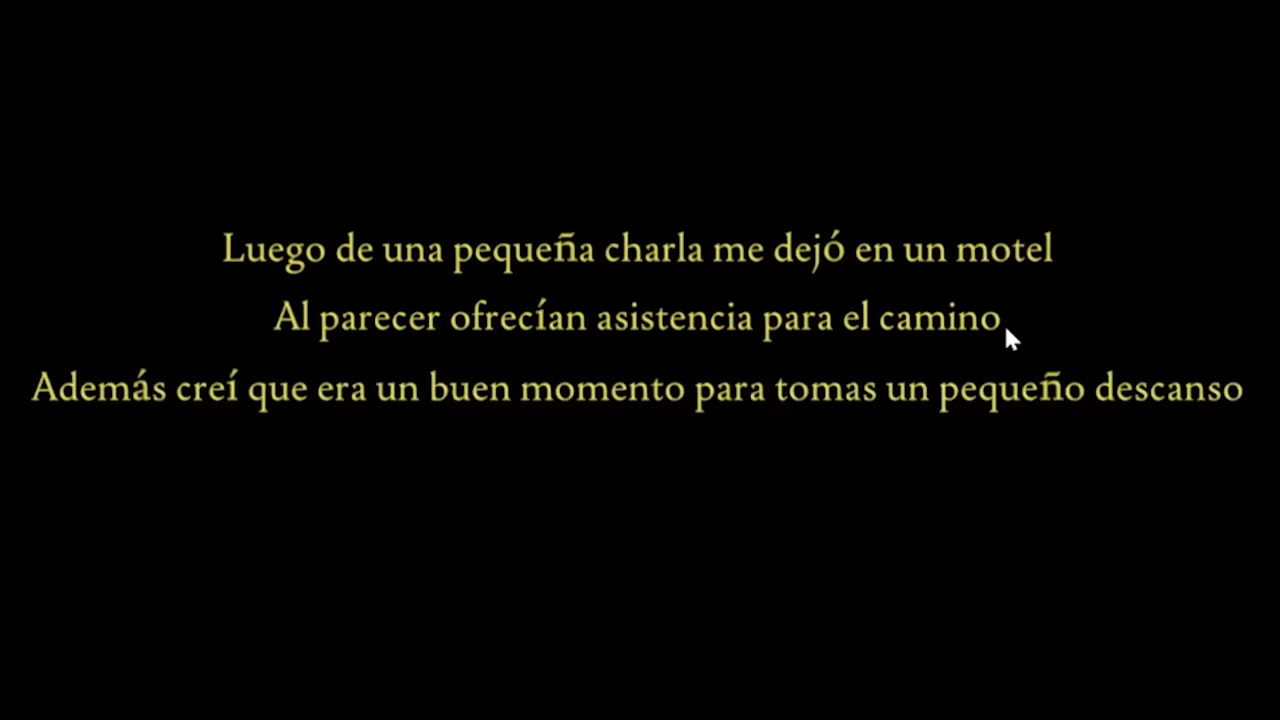 Luego de una pequeña charla me dejó en un motel
Al parecer ofrecían asistencia para el camino
Además creí que era un buen momento para tomas un pequeño descanso